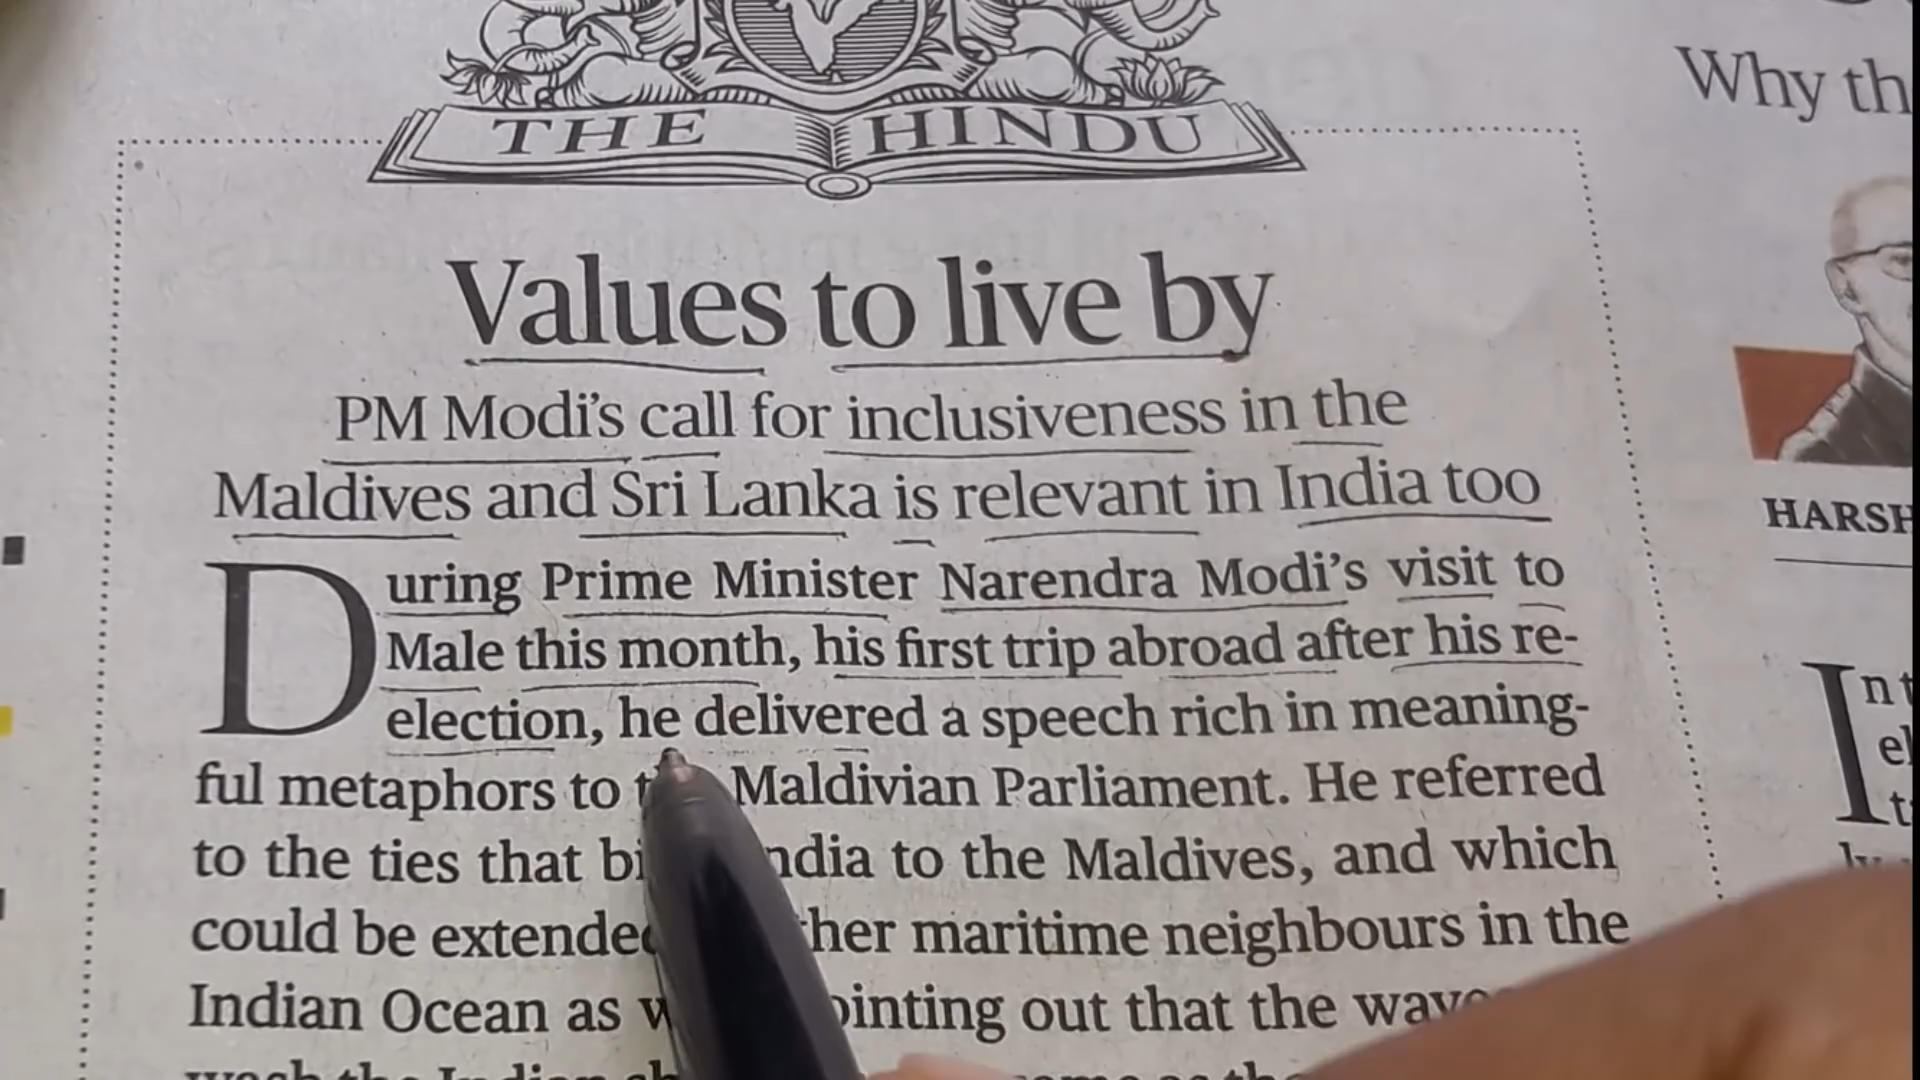 THE HINDU
Values to live by
PM Modi's call for inclusiveness in the
Maldives and Sri Lanka is relevant in India too
During Prime Minister Narendra Modi's visit to
Male this month, his first trip abroad after his re-
election, he delivered a speech rich in meaning-
ful metaphors to Maldivian Parliament. He referred
to the ties that to the Maldives, and which
could be maritime neighbours in the
Indian Ocean as out that the
Why
HARSH